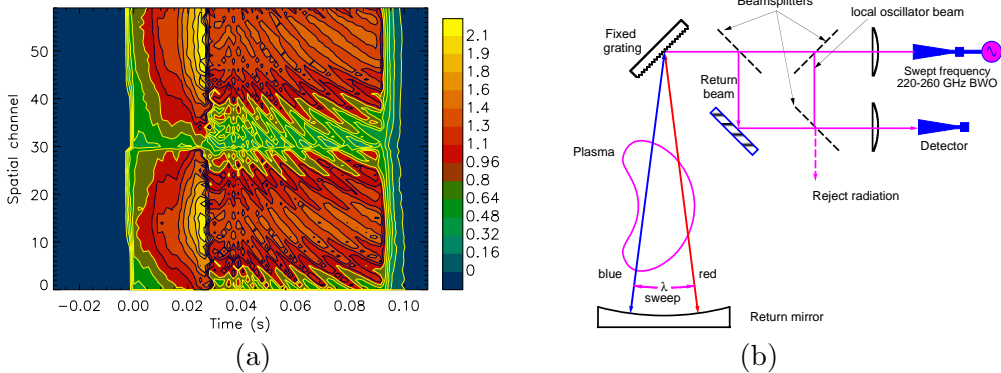 Spatial channel
50
40
30
20
10
0
-0.02 0.00 0.02 0.04 0.06 0.08 0.10
Time (s)
2.1
1.9
1.8
1.6
1.4
1.3
1.1
0.96
0.8
0.64
0.48
0.32
0.16
0
(a)
Beamsplitters
local oscillator beam
Fixed
grating
Return
beam
Swept frequency
220-260 GHz BWO
Plasma
Detector
Reject radiation
blue
red
λ
sweep
Return mirror
(b)